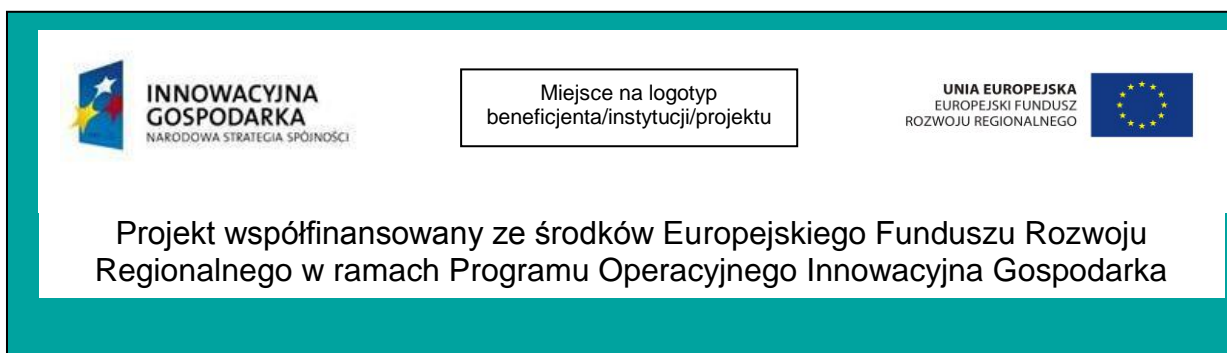 INNOWACYJNA
GOSPODARKA
NARODOWA STRATEGIA SPÓJNOŚCI
Miejsce na logotyp
beneficjenta/instytucji/projektu
UNIA EUROPEJSKA
EUROPEJSKI FUNDUSZ
ROZWOJU REGIONALNEGO
Projekt współfinansowany ze środków Europejskiego Funduszu Rozwoju
Regionalnego w ramach Programu Operacyjnego Innowacyjna Gospodarka